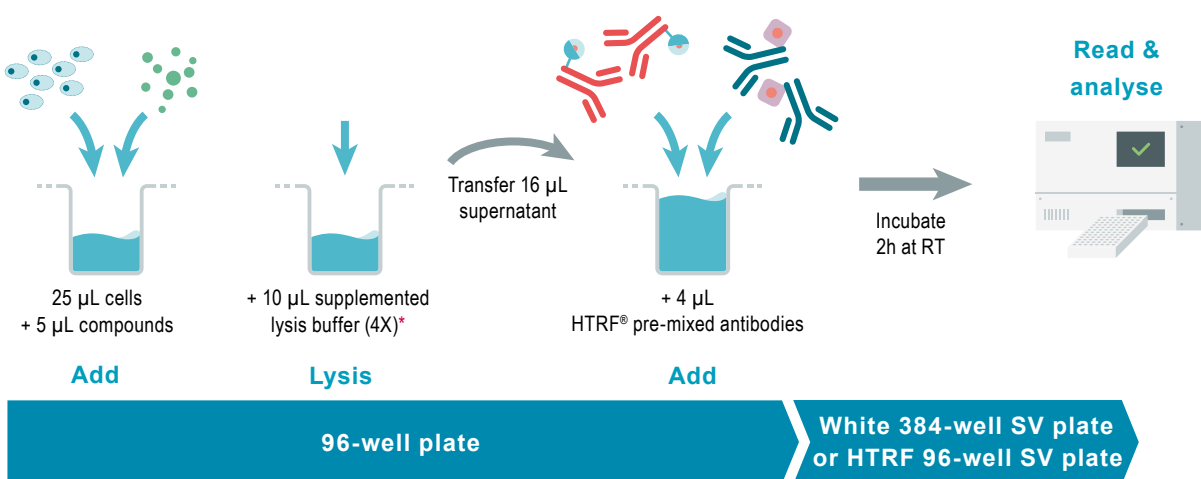 25 µL cells
+ 5 µL compounds
Add
+ 10 µL supplemented
lysis buffer (4X)*
Lysis
Transfer 16 µL
supernatant
+ 4 µL
HTRF® pre-mixed antibodies
Add
Incubate
2h at RT
Read &
analyse
96-well plate
White 384-well SV plate
or HTRF 96-well SV plate